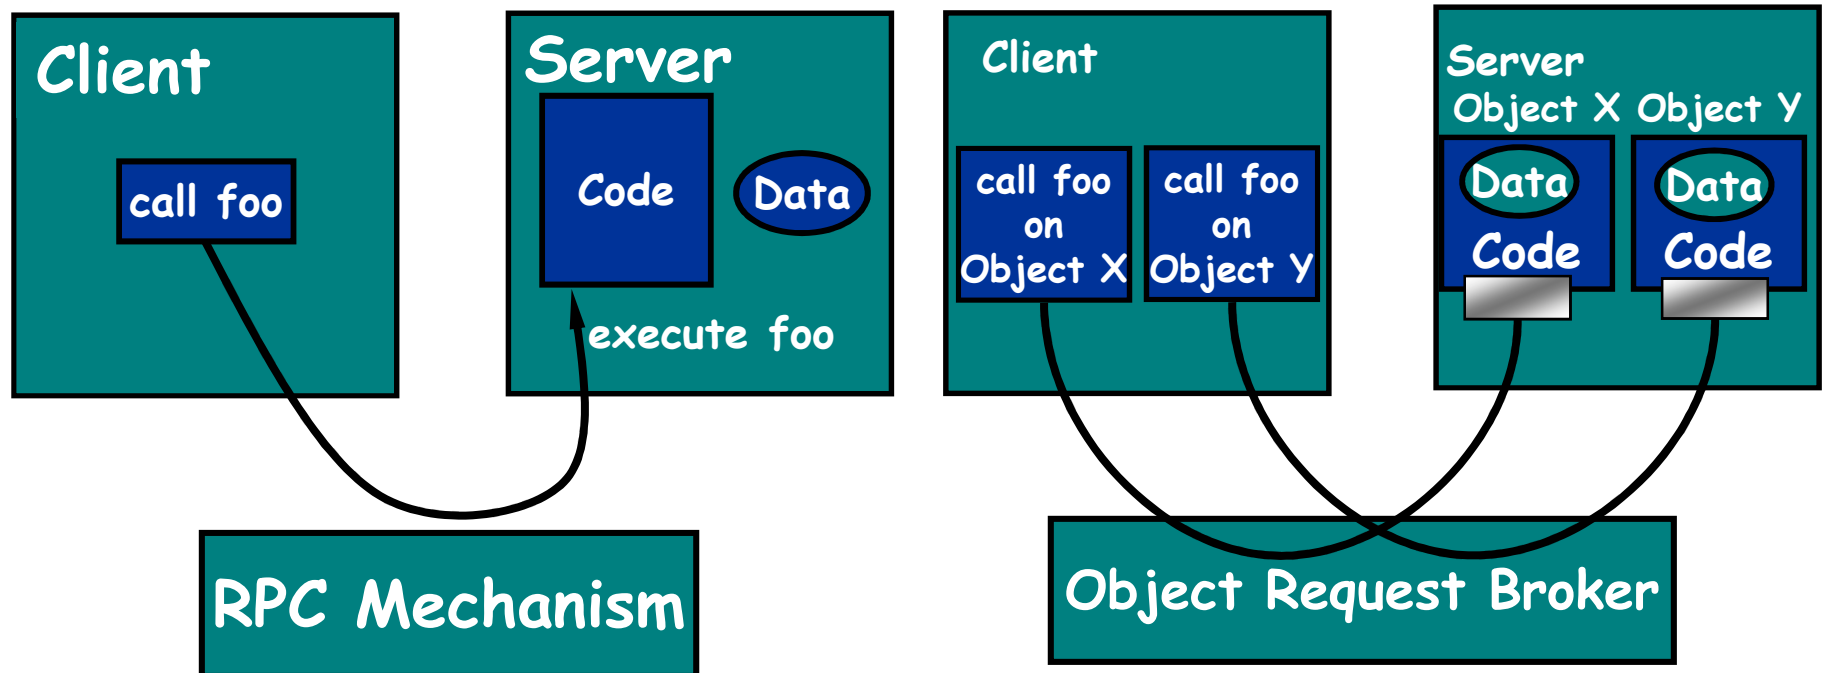 Client
call foo
Server
Code
Data
execute foo
RPC Mechanism
Client
call foo
on
Object X
call foo
on
Object Y
Server
Object X Object Y
Data
Code
Data
Code
Object Request Broker